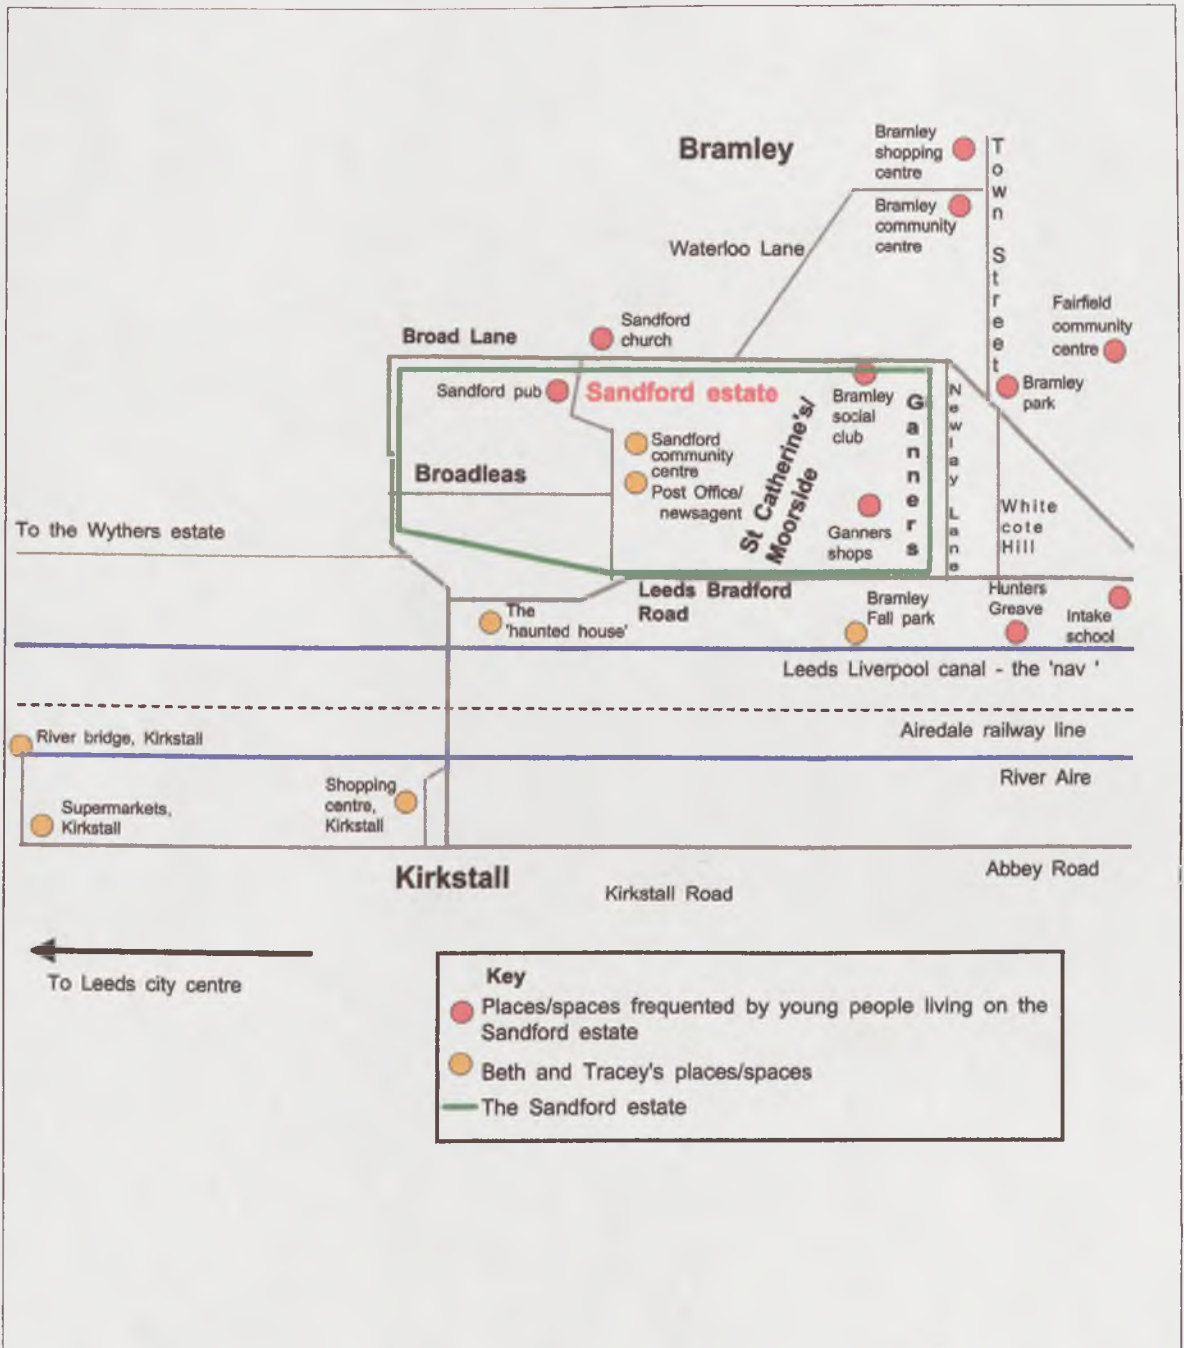 Bramley
Bramley
shopping
centre
Bramley
community
centre
Town Street
Waterloo Lane
Fairfield
community
centre
Broad Lane
Sandford
church
Sandford pub
Sandford estate
Bramley
social
club
Bramley
park
Ganners
Newlay Lane
Sandford
community
centre
Post Office/
newsagent
Broadleas
St Catherine's/
Moorside
Ganners
shops
White
cote
Hill
To the Wythers estate
Leeds Bradford
Road
The
'haunted house'
Bramley
Fall park
Hunters
Greave
Intake
school
Leeds Liverpool canal - the 'nav '
Airedale railway line
River bridge, Kirkstall
River Aire
Shopping
centre,
Kirkstall
Supermarkets,
Kirkstall
Kirkstall
Kirkstall Road
Abbey Road
To Leeds city centre
Key
Places/spaces frequented by young people living on the
Sandford estate
Beth and Tracey's places/spaces
The Sandford estate